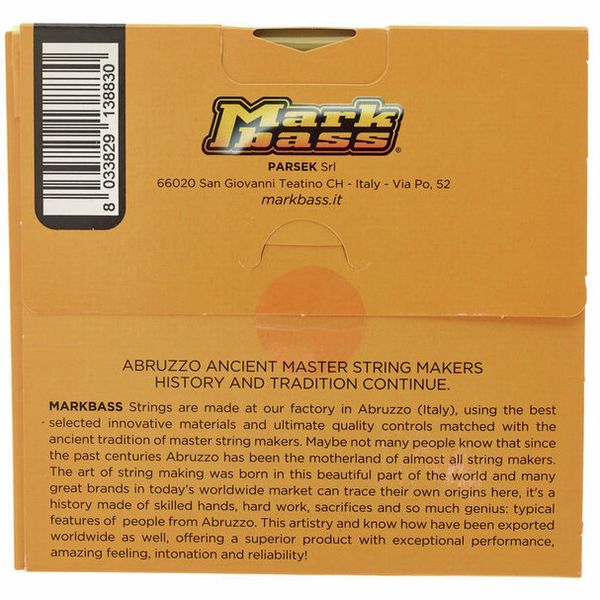 8 033829 138830
Mark
bass®
PARSEK Srl
66020 San Giovanni Teatino CH - Italy - Via Po, 52
markbass.it
ABRUZZO ANCIENT MASTER STRING MAKERS
HISTORY AND TRADITION CONTINUE.
MARKBASS Strings are made at our factory in Abruzzo (Italy), using the best
selected innovative materials and ultimate quality controls matched with the
ancient tradition of master string makers. Maybe not many people know that since
the past centuries Abruzzo has been the motherland of almost all string makers.
The art of string making was born in this beautiful part of the world and many
great brands in today's worldwide market can trace their own origins here, it's a
history made of skilled hands, hard work, sacrifices and so much genius: typical
features of people from Abruzzo. This artistry and know how have been exported
worldwide as well, offering a superior product with exceptional performance,
amazing feeling, intonation and reliability!